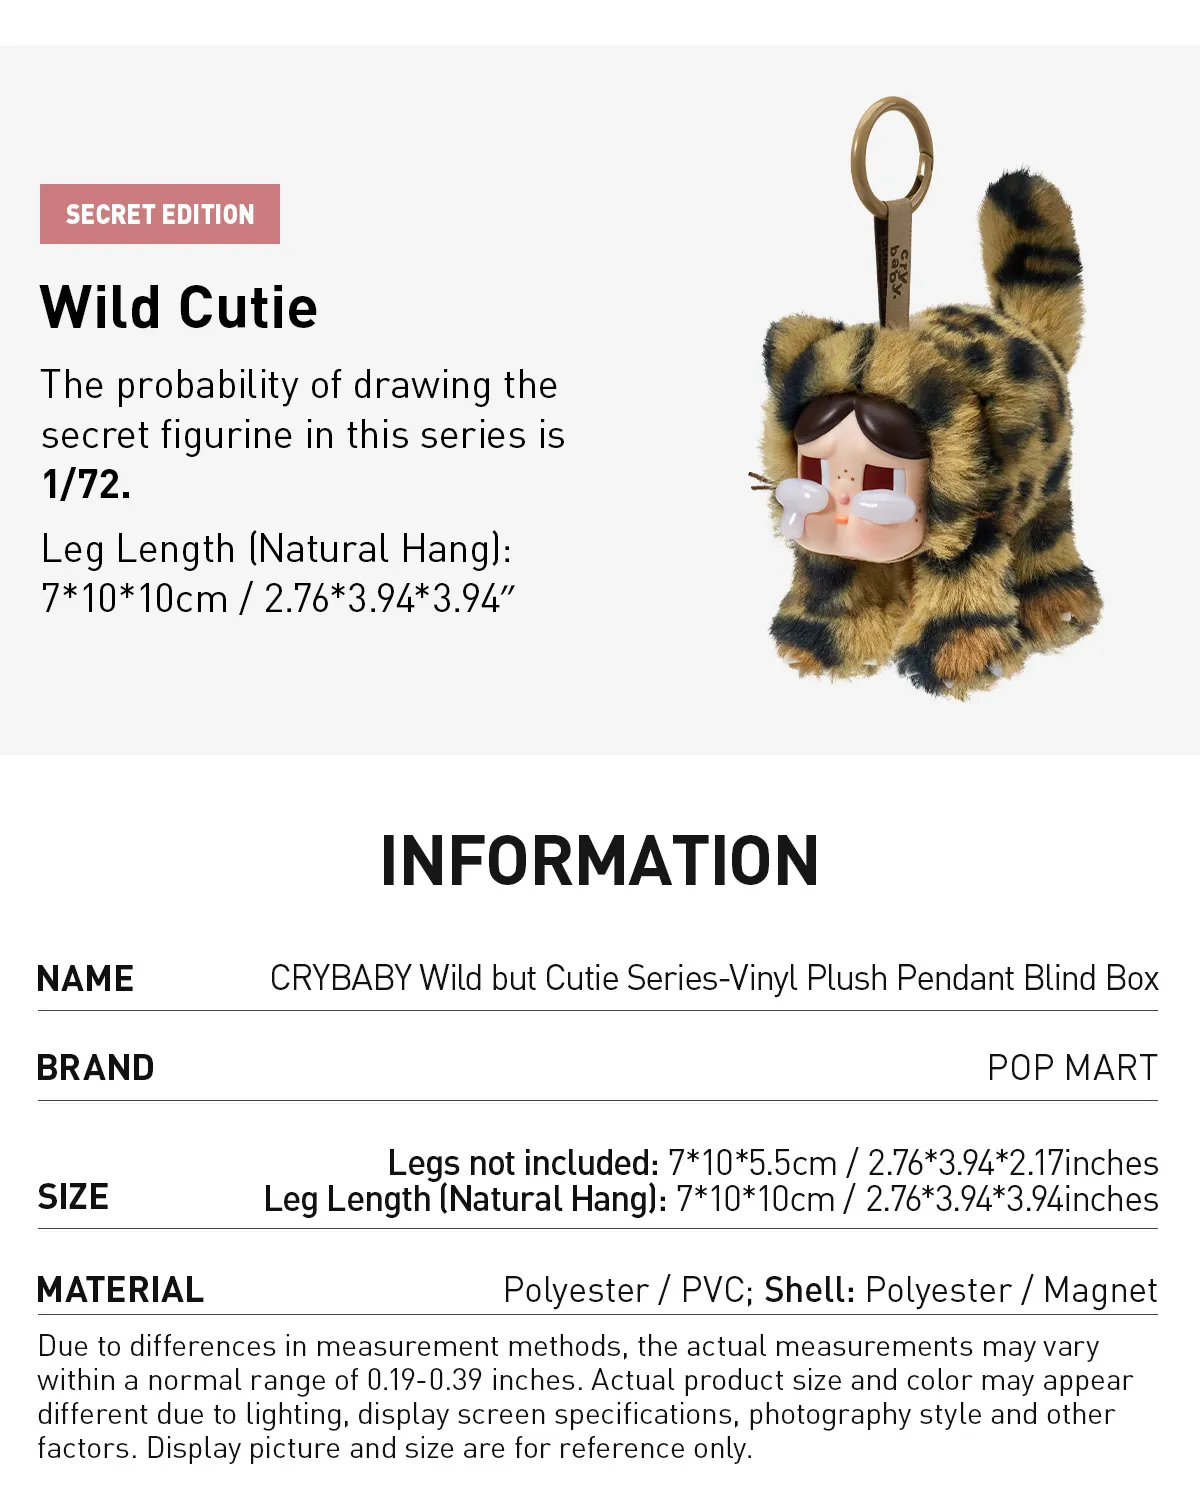 SECRET EDITION
Wild Cutie
The probability of drawing the
secret figurine in this series is
1/72.
Leg Length (Natural Hang):
7*10*10cm / 2.76*3.94*3.94″
cry
baby.
INFORMATION
NAME CRYBABY Wild but Cutie Series-Vinyl Plush Pendant Blind Box
BRAND POP MART
Legs not included: 7*10*5.5cm / 2.76*3.94*2.17inches
SIZE Leg Length (Natural Hang): 7*10*10cm / 2.76*3.94*3.94inches
MATERIAL Polyester / PVC; Shell: Polyester / Magnet
Due to differences in measurement methods, the actual measurements may vary
within a normal range of 0.19-0.39 inches. Actual product size and color may appear
different due to lighting, display screen specifications, photography style and other
factors. Display picture and size are for reference only.